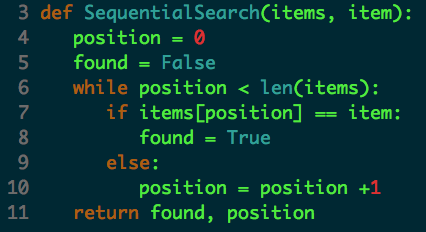 3 def SequentialSearch(items, item):
4    position = 0
5    found = False
6    while position < len(items):
7       if items[position] == item:
8          found = True
9       else:
10          position = position +1
11    return found, position